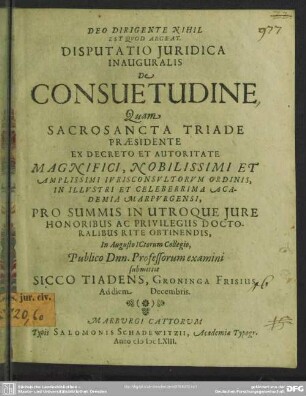 DEO DIRIGENTE NIHIL
EST QUOD ABERRAT.
DISPUTATIO JURIDICA
INAUGURALIS
De
CONSUETUDINE,
Quam
SACROSANCTA TRIADE
PRÆSIDENTE
EX DECRETO ET AUTORITATE
MAGNIFICI, NOBILISSIMI ET
AMPLISSIMI JURISCONSULTORUM ORDINIS,
IN ILLUSTRI ET CELEBERRIMA ACA-
DEMIA MARPURGENSI,
PRO SUMMIS IN UTROQUE JURE
HONORIBUS AC PRIVILEGIIS DOCTO-
RALIBUS RITE OBTINENDIS,
In Augusto ICtorum Collegio,
Publico Dnn. Professorum examini
submittit
SICCO TIADENS, GRONINGA FRISIUS
Ad diem Decembris.
MARBURGI CATTORUM
Typis SALOMONIS SCHADEWITZII, Academiæ Typogr.
Anno LXIII.
jur. civ.